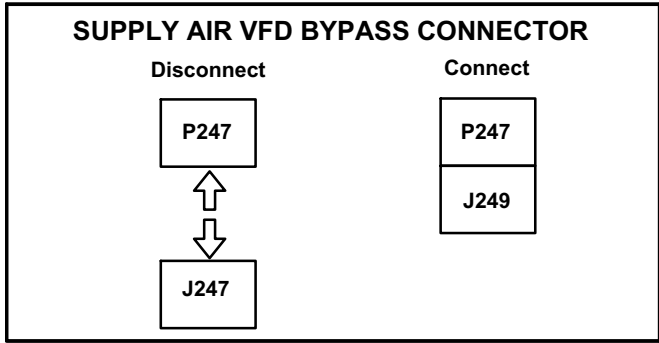 SUPPLY AIR VFD BYPASS CONNECTOR
Disconnect
P247
J247
Connect
P247
J249